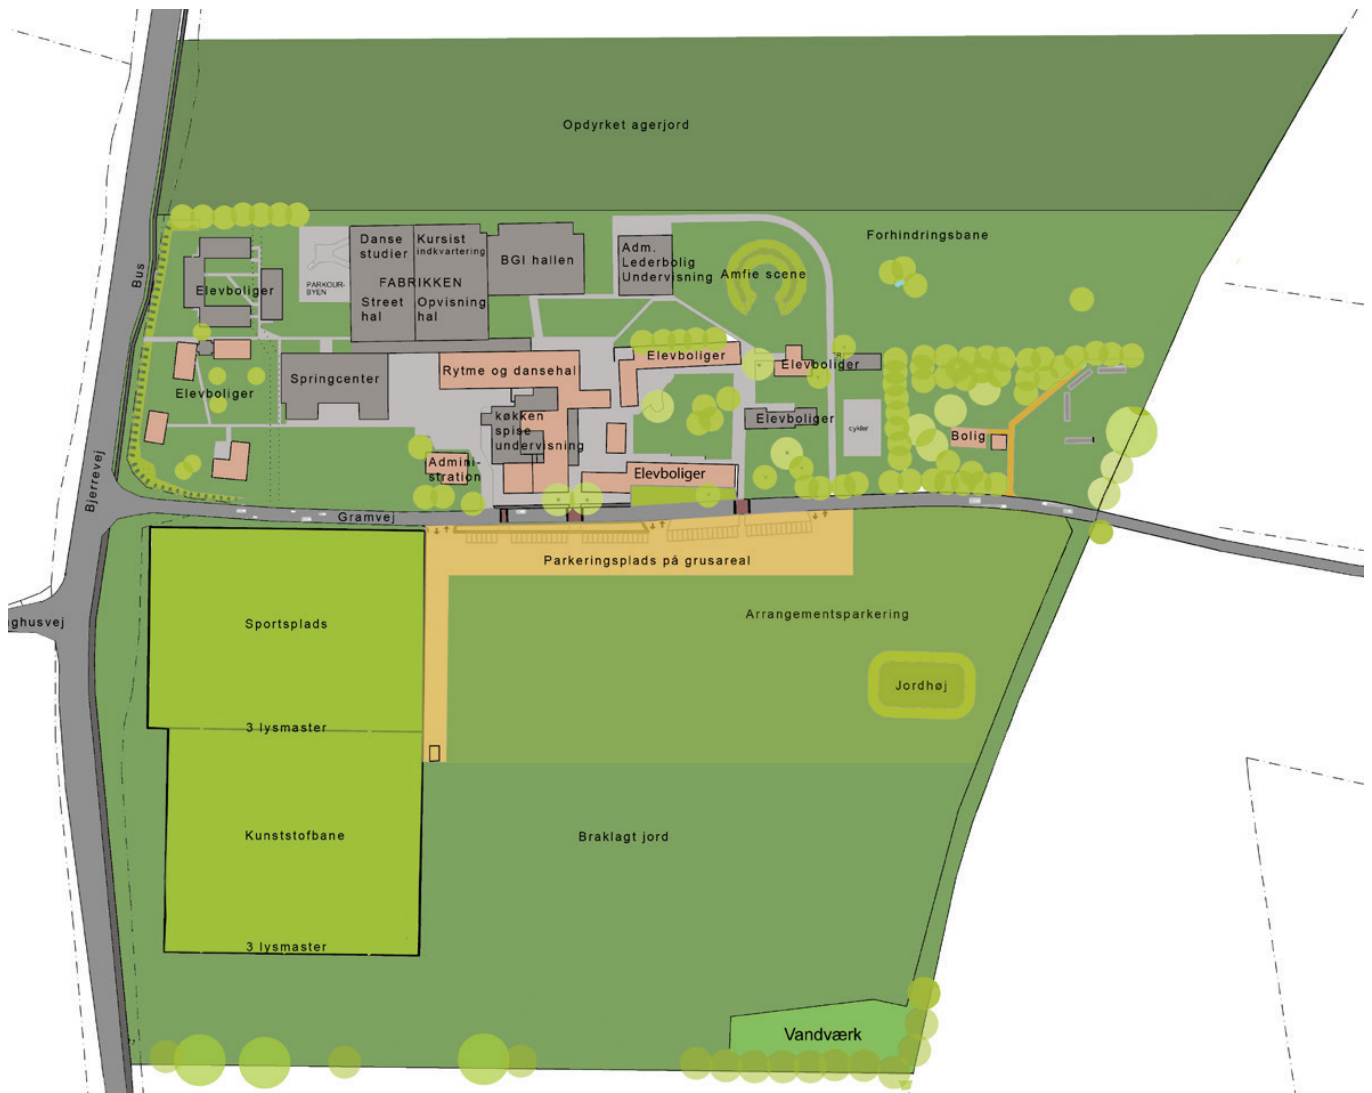 Opdyrket agerjord
Forhindringsbane
Danse
studier
Kursist
indkvartering
FABRIKKEN
Street
hal
Opvisning
hal
BGI hallen
Adm.
Lederbolig
Undervisning
Amfie scene
Bus
Elevboliger
PARKOUR-
BYEN
Elevboliger
Springcenter
Rytme og dansehal
Elevboliger
Elevboliger
Elevboliger
køkken
spise
undervisning
cykler
Bolig
Admini-
stration
Elevboliger
Bjerrevej
Gramvej
Parkeringsplads på grusareal
ghusvej
Sportsplads
Arrangementsparkering
Jordhøj
3 lysmaster
Kunststofbane
Braklagt jord
3 lysmaster
Vandværk